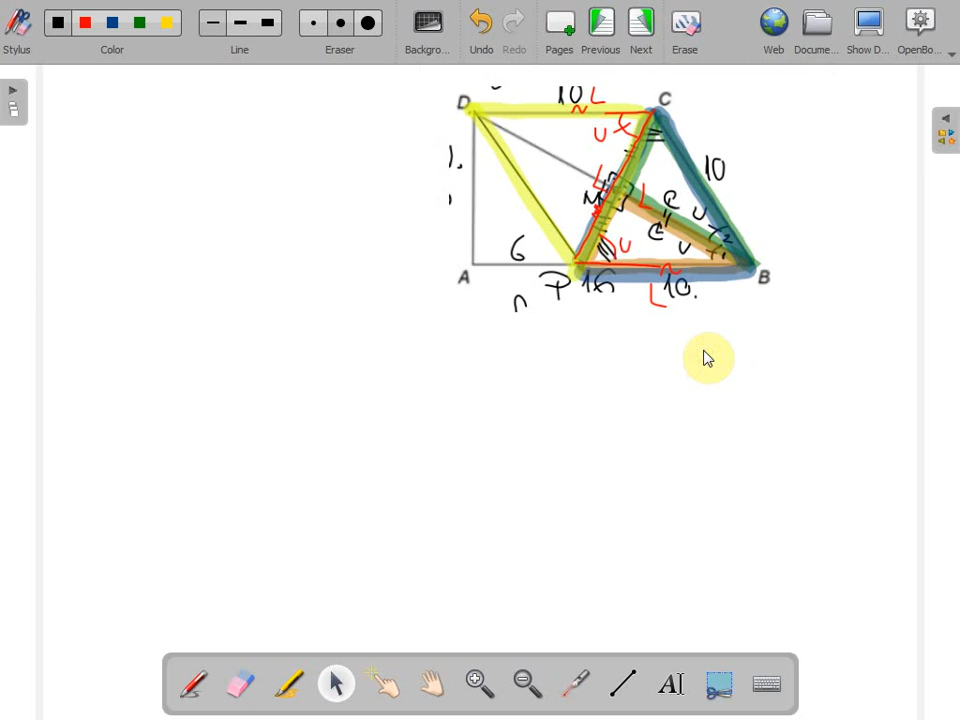 Stylus
Color
Line
Eraser
Backgro...
Undo
Redo
Pages
Previous
Next
Erase
Web
Docume...
Show D...
OpenBo...
D
10 L
C
U
10
L
M
L
U
6
U
A
P
16
10.
B
L